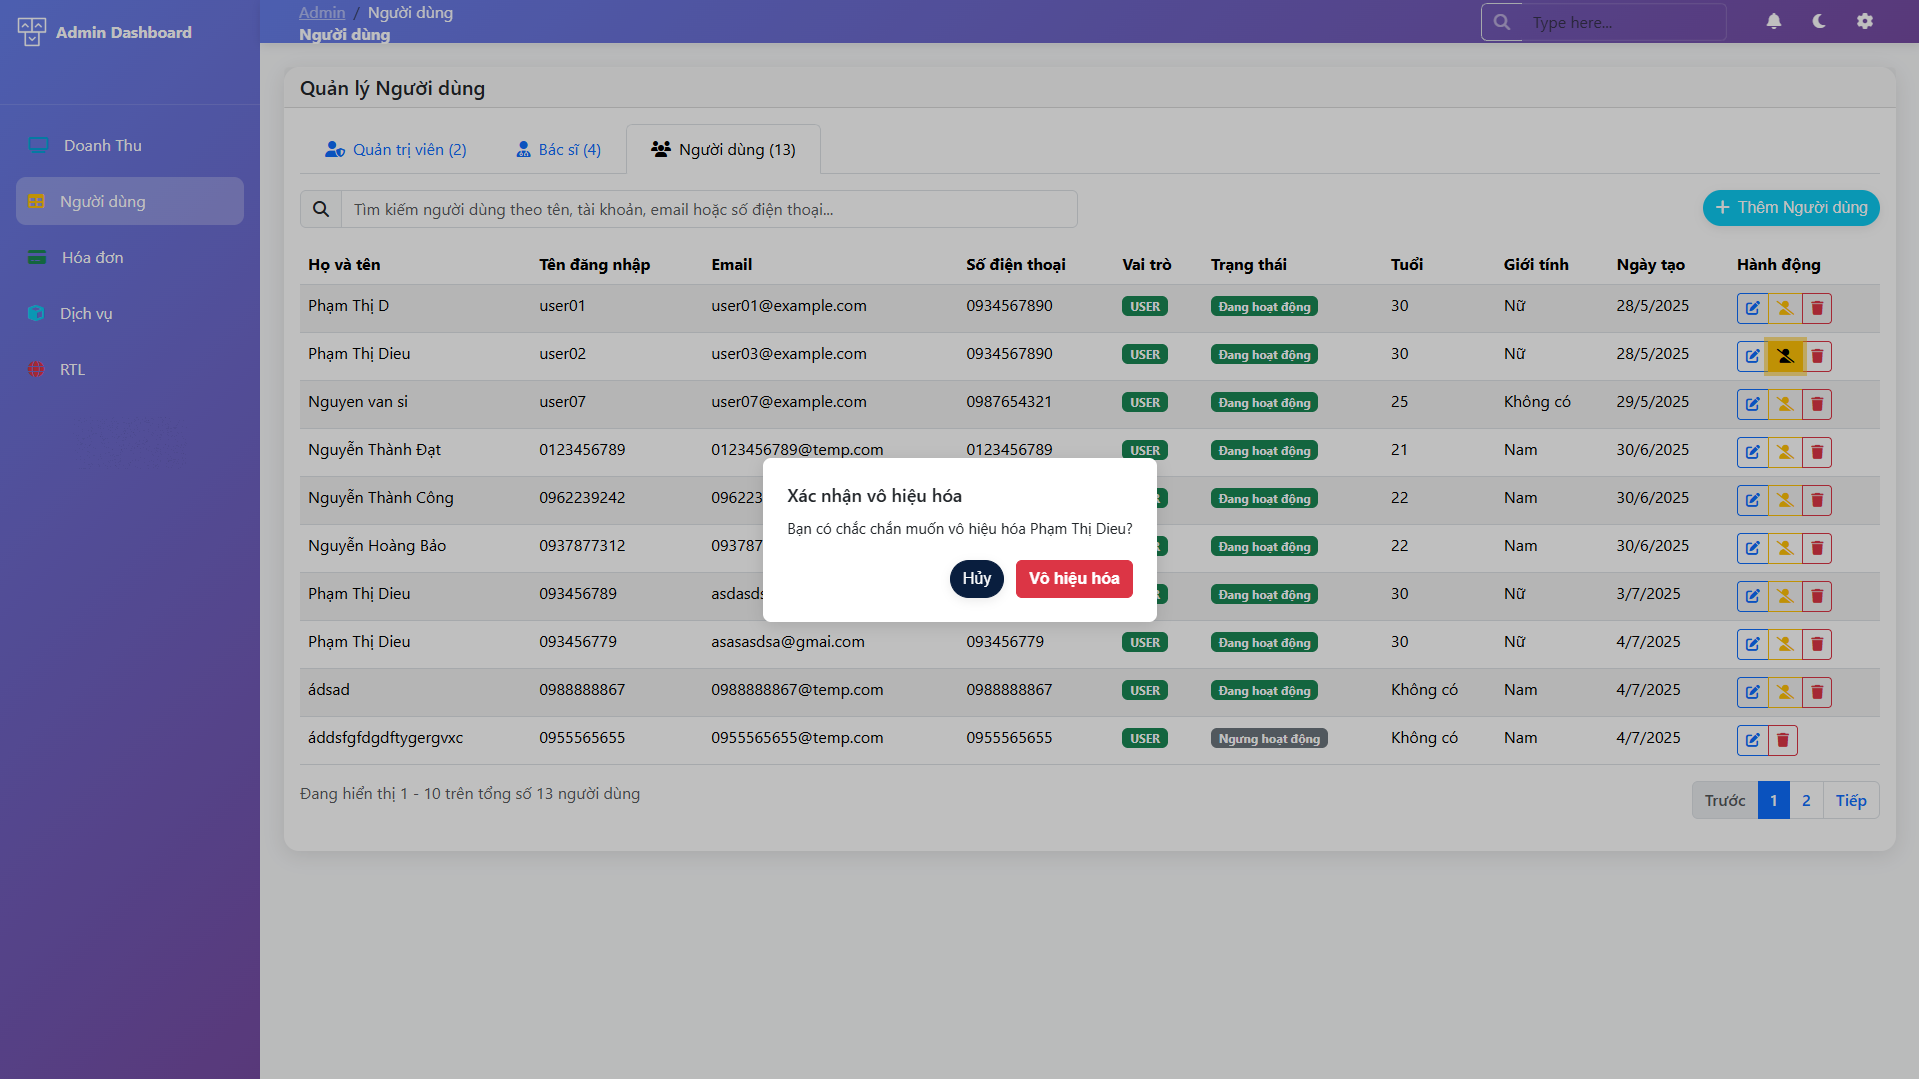 Admin Dashboard
Admin / Người dùng
Người dùng
Type here...
Doanh Thu
Người dùng
Hóa đơn
Dịch vụ
RTL
Quản lý Người dùng
Quản trị viên (2) Bác sĩ (4) Người dùng (13)
Tìm kiếm người dùng theo tên, tài khoản, email hoặc số điện thoại...
Thêm Người dùng
Họ và tên Tên đăng nhập Email Số điện thoại Vai trò Trạng thái Tuổi Giới tính Ngày tạo Hành động
Phạm Thị D user01 user01@example.com 0934567890 USER Đang hoạt động 30 Nữ 28/5/2025
Phạm Thị Dieu user02 user03@example.com 0934567890 USER Đang hoạt động 30 Nữ 28/5/2025
Nguyen van si user07 user07@example.com 0987654321 USER Đang hoạt động 25 Không có 29/5/2025
Nguyễn Thành Đạt 0123456789 0123456789@temp.com 0123456789 USER Đang hoạt động 21 Nam 30/6/2025
Nguyễn Thành Công 0962239242 096223 Đang hoạt động 22 Nam 30/6/2025
Nguyễn Hoàng Bảo 0937877312 093787 Đang hoạt động 22 Nam 30/6/2025
Phạm Thị Dieu 093456789 asdasds Đang hoạt động 30 Nữ 3/7/2025
Phạm Thị Dieu 093456779 asasasdsa@gmai.com 093456779 USER Đang hoạt động 30 Nữ 4/7/2025
ádsad 0988888867 0988888867@temp.com 0988888867 USER Đang hoạt động Không có Nam 4/7/2025
áddsfgfdgdftygergvxc 0955565655 0955565655@temp.com 0955565655 USER Ngưng hoạt động Không có Nam 4/7/2025
Xác nhận vô hiệu hóa
Bạn có chắc chắn muốn vô hiệu hóa Phạm Thị Dieu?
Hủy Vô hiệu hóa
Đang hiển thị 1 - 10 trên tổng số 13 người dùng
Trước 1 2 Tiếp